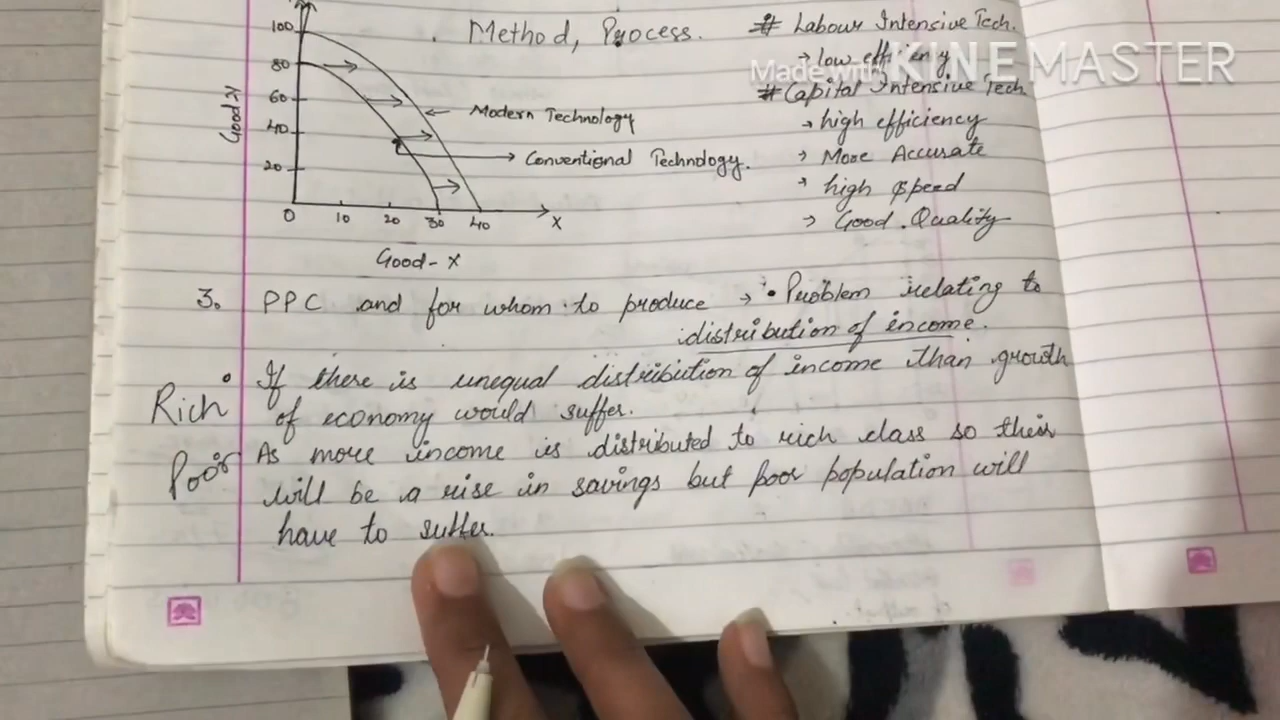 100
80
60
40
20
0
10
20
30
40
X
Good Y
Good - X
Method, Process.
Modern Technology
Conventional Technology.
# Labour Intensive Tech.
→ low efficiency
# Capital Intensive Tech
→ high efficiency
→ More Accurate
→ high speed
→ Good Quality
Made with KINEMASTER
3. PPC and for whom to produce → • Problem relating to
distribution of income.
Rich
• If there is unequal distribution of income than growth
of economy would suffer.
Poor
As more income is distributed to rich class so their
will be a rise in savings but poor population will
have to suffer.